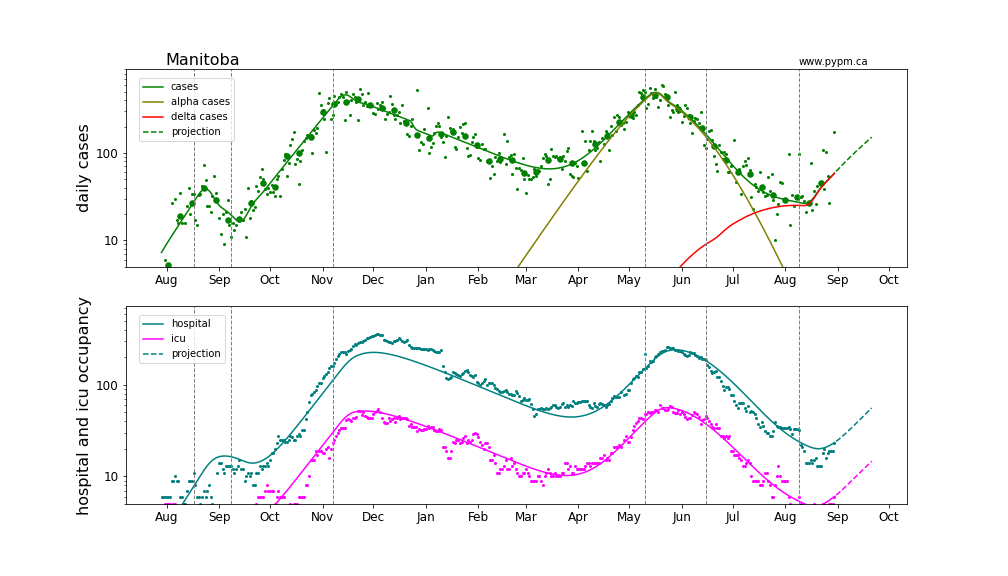 Manitoba
www.pypm.ca
daily cases
cases
alpha cases
delta cases
projection
100
10
Aug Sep Oct Nov Dec Jan Feb Mar Apr May Jun Jul Aug Sep Oct
hospital and icu occupancy
hospital
icu
projection
100
10
Aug Sep Oct Nov Dec Jan Feb Mar Apr May Jun Jul Aug Sep Oct